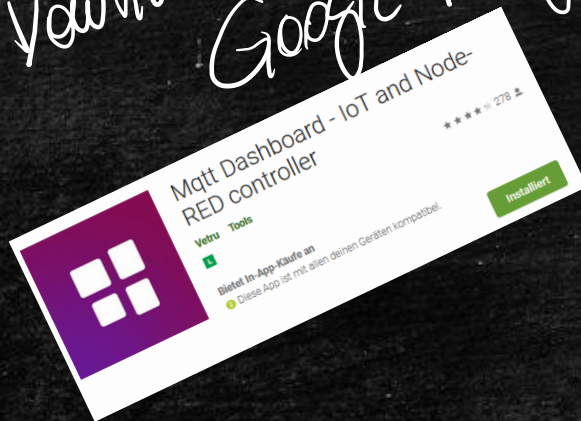 Google
Mqtt Dashboard - IoT and Node-
RED controller
278
Vetru Tools
L
Installiert
Bietet In-App-Käufe an
Diese App ist mit allen deinen Geräten kompatibel.